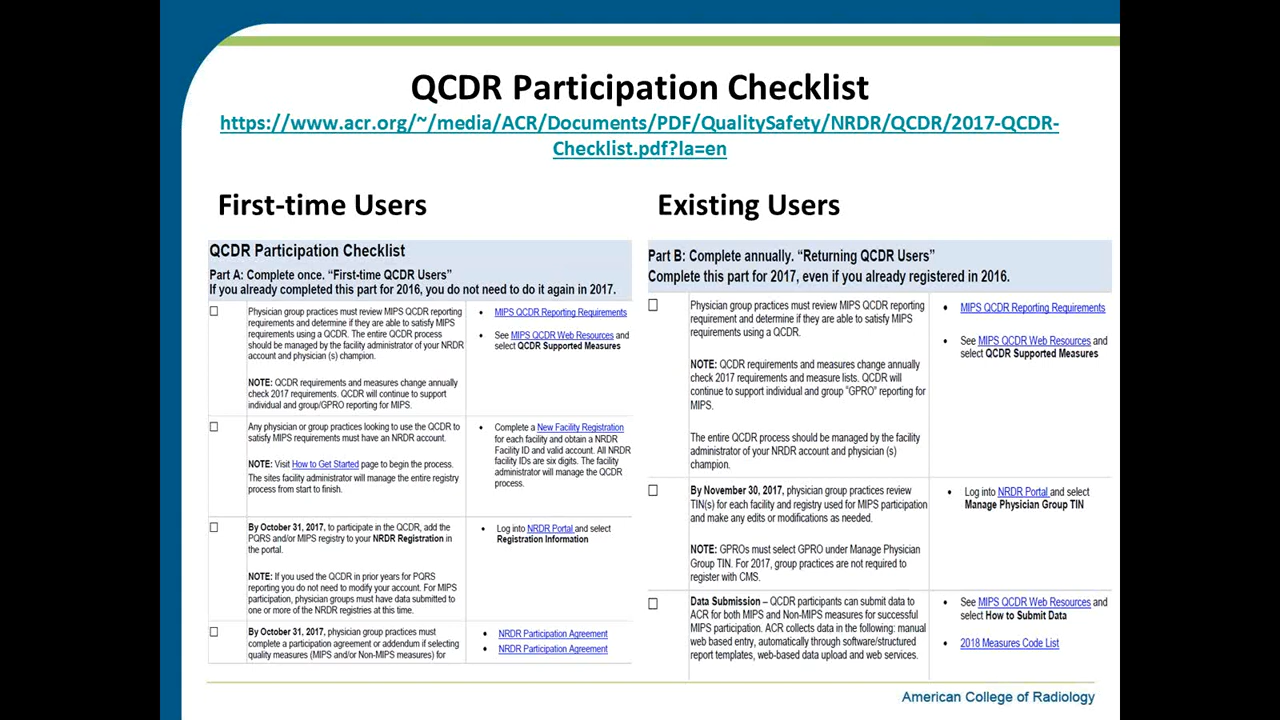 QCDR Participation Checklist
https://www.acr.org/~/media/ACR/Documents/PDF/QualitySafety/NRDR/QCDR/2017-QCDR-
Checklist.pdf?la=en
First-time Users
QCDR Participation Checklist
Part A: Complete once. “First-time QCDR Users”
If you already completed this part for 2016, you do not need to do it again in 2017.
Physician group practices must review MIPS QCDR reporting
requirements and determine if they are able to satisfy MIPS
requirements using a QCDR. The entire QCDR process
should be managed by the facility administrator of your NRDR
account and physician (s) champion.
NOTE: QCDR requirements and measures change annually
check 2017 requirements. QCDR will continue to support
individual and group/GPRO reporting for MIPS.
• MIPS QCDR Reporting Requirements
• See MIPS QCDR Web Resources and
select QCDR Supported Measures
Any physician or group practices looking to use the QCDR to
satisfy MIPS requirements must have an NRDR account.
NOTE: Visit How to Get Started page to begin the process.
The sites facility administrator will manage the entire registry
process from start to finish.
• Complete a New Facility Registration
for each facility and obtain a NRDR
Facility ID and valid account. All NRDR
facility IDs are six digits. The facility
administrator will manage the QCDR
process.
By October 31, 2017, to participate in the QCDR, add the
PQRS and/or MIPS registry to your NRDR Registration in
the portal.
NOTE: If you used the QCDR in prior years for PQRS
reporting you do not need to modify your account. For MIPS
participation, physician groups must have data submitted to
one or more of the NRDR registries at this time.
• Log into NRDR Portal and select
Registration Information
By October 31, 2017, physician group practices must
complete a participation agreement or addendum if selecting
quality measures (MIPS and/or Non-MIPS measures) for
• NRDR Participation Agreement
• NRDR Participation Agreement
Existing Users
Part B: Complete annually. “Returning QCDR Users”
Complete this part for 2017, even if you already registered in 2016.
Physician group practices must review MIPS QCDR reporting
requirement and determine if they are able to satisfy MIPS
requirements using a QCDR.
NOTE: QCDR requirements and measures change annually
check 2017 requirements and measure lists. QCDR will
continue to support individual and group “GPRO” reporting for
MIPS.
The entire QCDR process should be managed by the facility
administrator of your NRDR account and physician (s)
champion.
• MIPS QCDR Reporting Requirements
• See MIPS QCDR Web Resources and
select QCDR Supported Measures
By November 30, 2017, physician group practices review
TIN(s) for each facility and registry used for MIPS participation
and make any edits or modifications as needed.
NOTE: GPROs must select GPRO under Manage Physician
Group TIN. For 2017, group practices are not required to
register with CMS.
• Log into NRDR Portal and select
Manage Physician Group TIN
Data Submission – QCDR participants can submit data to
ACR for both MIPS and Non-MIPS measures for successful
MIPS participation. ACR collects data in the following: manual
web based entry, automatically through software/structured
report templates, web-based data upload and web services.
• See MIPS QCDR Web Resources and
select How to Submit Data
• 2018 Measures Code List
American College of Radiology